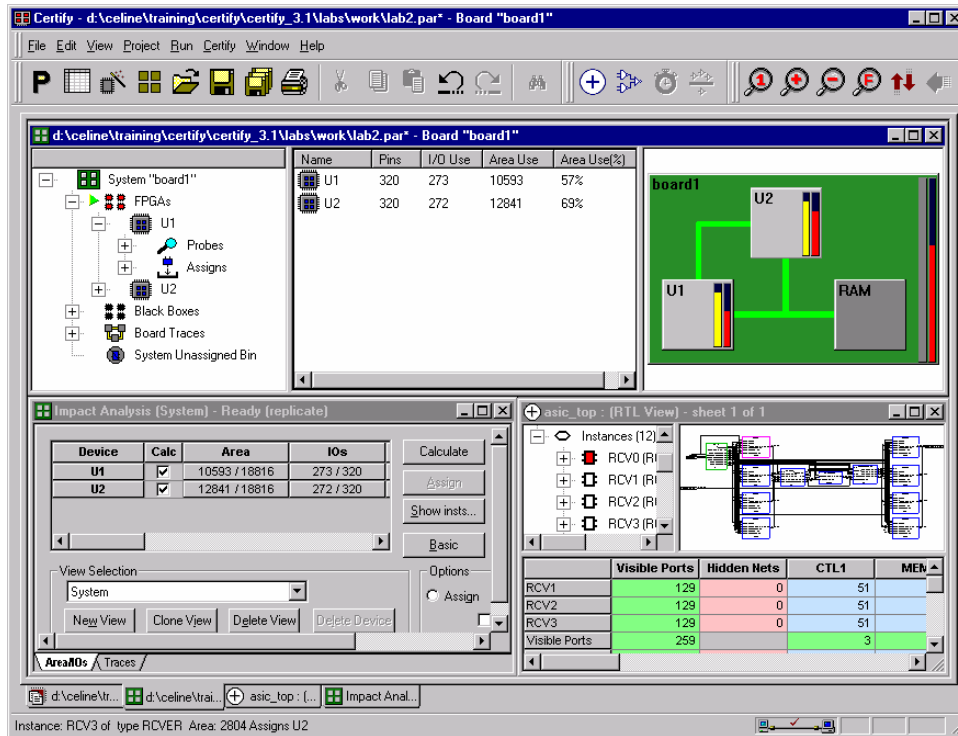 Certify - d:\celine\training\certify\certify_3.1\labs\work\lab2.par* - Board "board1"
File Edit View Project Run Certify Window Help
P
1
F
d:\celine\training\certify\certify_3.1\labs\work\lab2.par* - Board "board1"
System "board1"
FPGAs
U1
Probes
Assigns
U2
Black Boxes
Board Traces
System Unassigned Bin
Name Pins I/O Use Area Use Area Use(%)
U1 320 273 10593 57%
U2 320 272 12841 69%
board1
U2
U1
RAM
Impact Analysis (System) - Ready (replicate)
Device Calc Area IOs
U1 10593 / 18816 273 / 320
U2 12841 / 18816 272 / 320
Calculate
Assign
Show insts...
Basic
View Selection
System
New View Clone View Delete View Delete Device
Options
Assign
Area/IOs Traces
asic_top : (RTL View) - sheet 1 of 1
Instances (12)
RCV0 (R
RCV1 (R
RCV2 (R
RCV3 (R
Visible Ports Hidden Nets CTL1 MEM
RCV1 129 0 51
RCV2 129 0 51
RCV3 129 0 51
Visible Ports 259 3
d:\celine\tr... d:\celine\trai... asic_top : (... Impact Anal...
Instance: RCV3 of type RCVER Area: 2804 Assigns U2